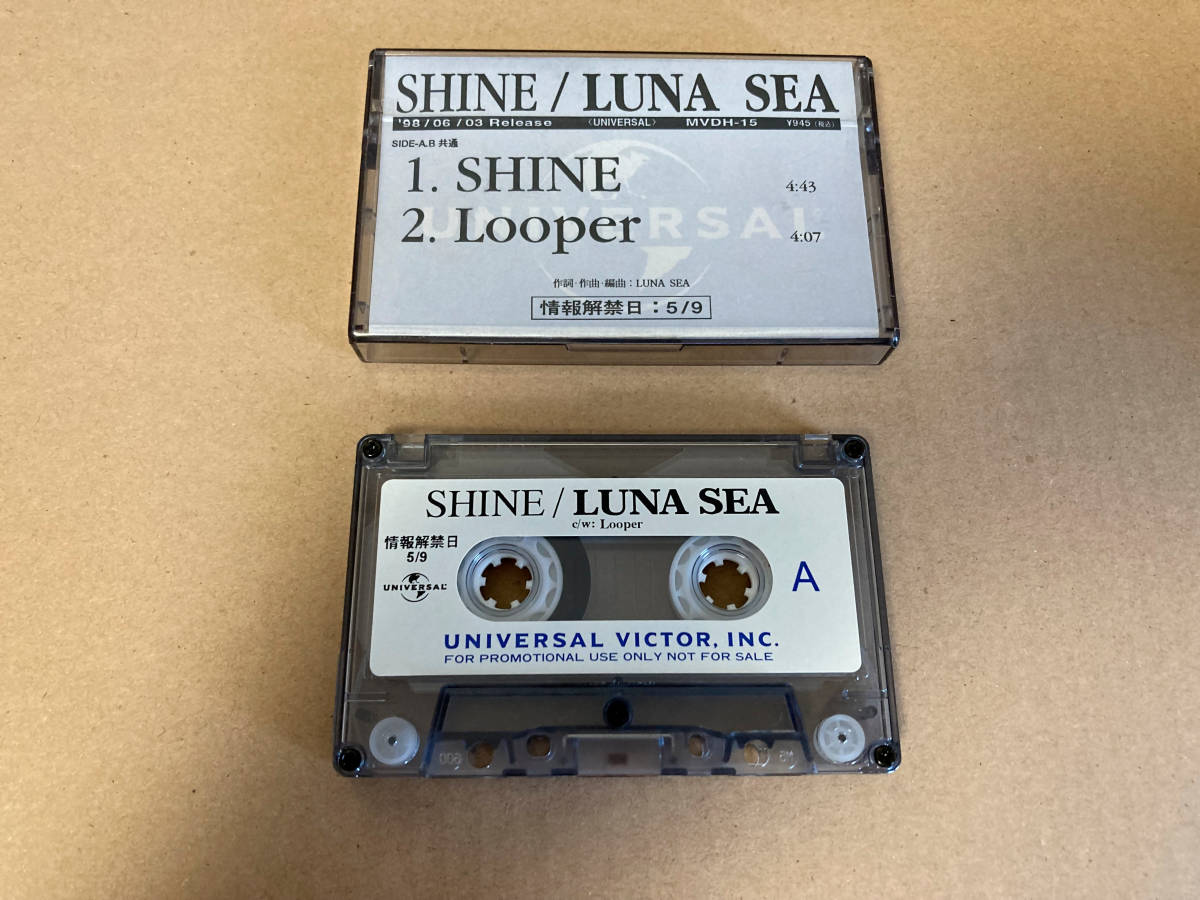 SHINE / LUNA SEA
'98/06/03 Release 〈UNIVERSAL〉 MVDH-15 ¥945 (税込)
SIDE-A.B 共通
1. SHINE 4:43
2. Looper 4:07
UNIVERSAL
作詞・作曲・編曲：LUNA SEA
情報解禁日：5/9
SHINE / LUNA SEA
c/w: Looper
情報解禁日
5/9
UNIVERSAL
A
UNIVERSAL VICTOR, INC.
FOR PROMOTIONAL USE ONLY NOT FOR SALE